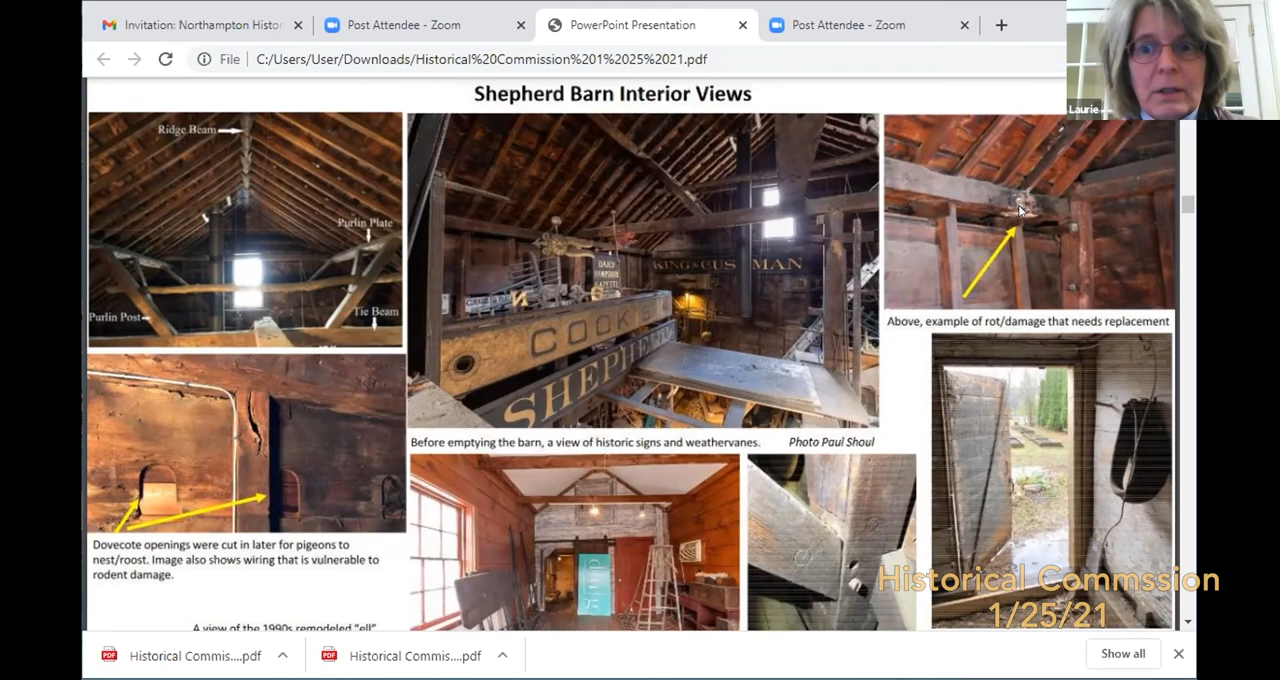 Invitation: Northampton Histor
Post Attendee - Zoom
PowerPoint Presentation
Post Attendee - Zoom
File
C:/Users/User/Downloads/Historical%20Commission%201%2025%2021.pdf
Laurie
Shepherd Barn Interior Views
Ridge Beam
Purlin Plate
Purlin Post
Tie Beam
DAILY
HAMPSHIRE
GAZETTE
KING & CUSHMAN
COOK'S
SHEPHER
Above, example of rot/damage that needs replacement
Before emptying the barn, a view of historic signs and weathervanes. Photo Paul Shoul
Dovecote openings were cut in later for pigeons to
nest/roost. Image also shows wiring that is vulnerable to
rodent damage.
A view of the 1990s remodeled "ell"
Historical Commssion
1/25/21
Historical Commis....pdf
Historical Commis....pdf
Show all